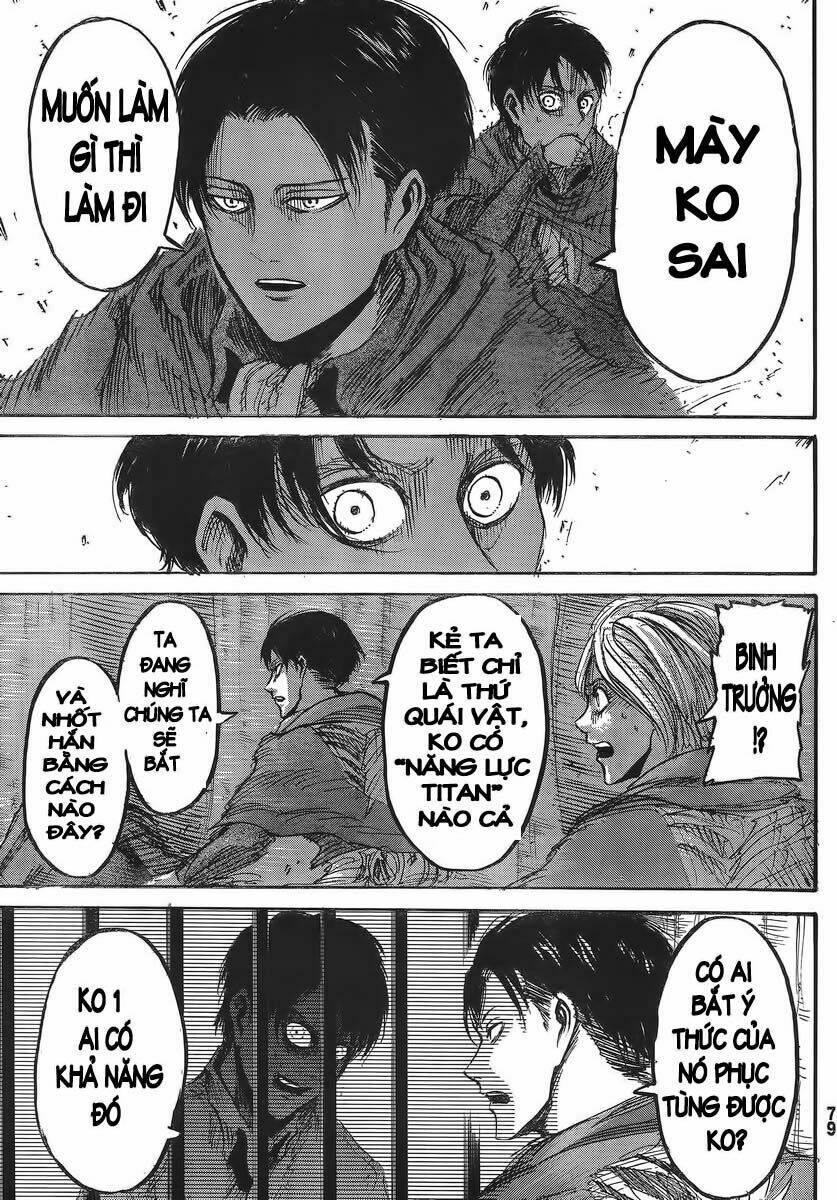 MÀY
KO
SAI
MUỐN LÀM
GÌ THÌ
LÀM ĐI
BINH
TRƯỞNG
!?
KẺ TA
BIẾT CHỈ
LÀ THỨ
QUÁI VẬT,
KO CÓ
"NĂNG LỰC
TITAN"
NÀO CẢ
TA
ĐANG
NGHĨ
CHÚNG TA
SẼ
BẮT
VÀ
NHỐT
HẮN
BẰNG
CÁCH
NÀO
ĐÂY?
CÓ AI
BẮT Ý
THỨC CỦA
NÓ PHỤC
TÙNG ĐƯỢC
KO?
KO 1
AI CÓ
KHẢ NĂNG
ĐÓ
79